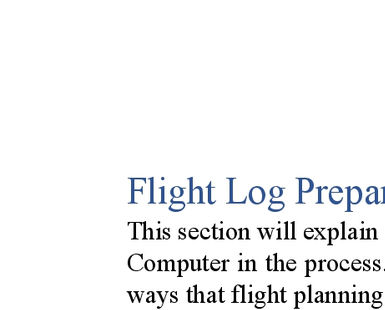 Flight Log Prepar
This section will explain
Computer in the process.
ways that flight planning